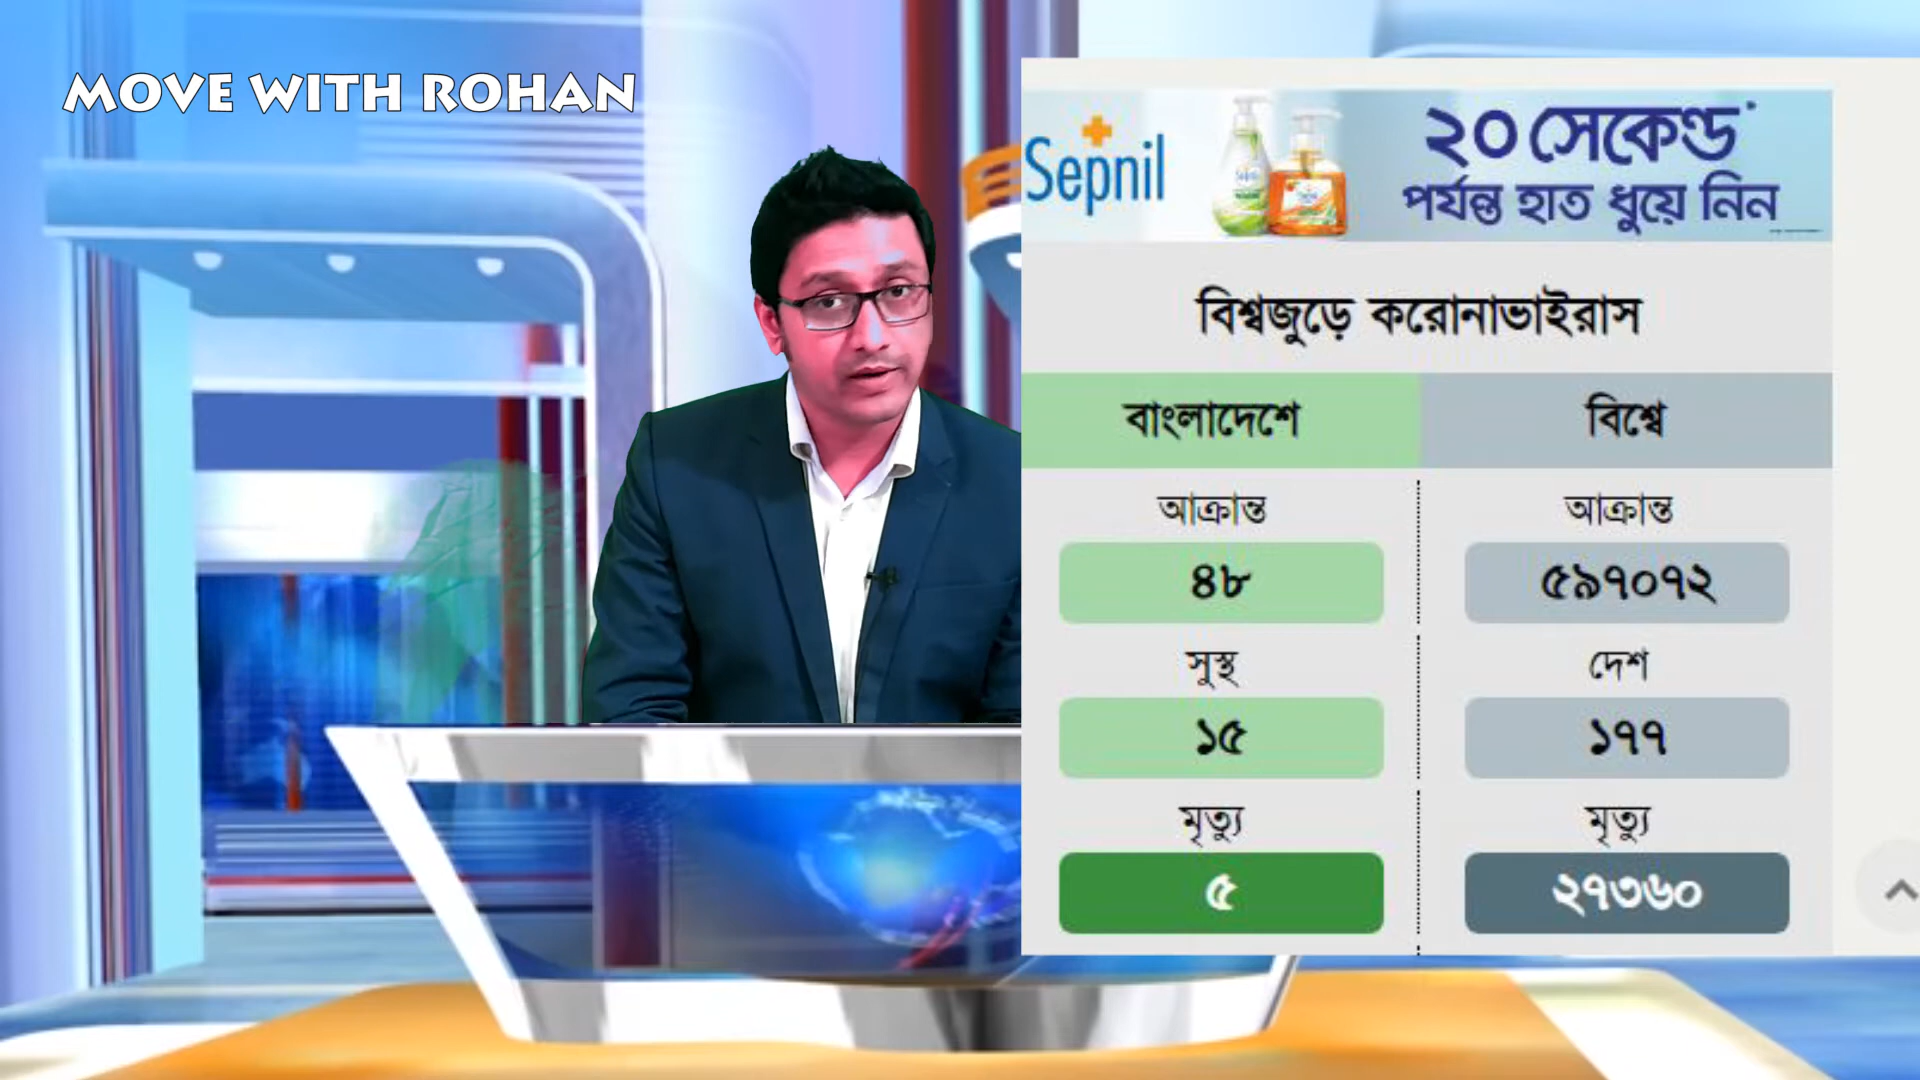 MOVE WITH ROHAN
Sepnil
২০ সেকেণ্ড
পর্যন্ত হাত ধুয়ে নিন
বিশ্বজুড়ে করোনাভাইরাস
বাংলাদেশে বিশ্বে
আক্রান্ত আক্রান্ত
৪৮ ৫৯৭০৭২
সুস্থ দেশ
১৫ ১৭৭
মৃত্যু মৃত্যু
৫ ২৭৩৬০